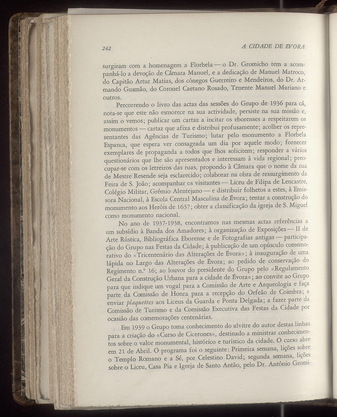 242 A CIDADE DE ÉVORA
surgiram com a homenagem a Florbela — o Dr. Gromicho tem a acom-
panhá-lo a devoção de Câmara Manuel, e a dedicação de Manuel Matroco,
do Capitão Artur Matias, dos cónegos Guerreiro e Mendeiros, do Dr. Ar-
mando Gusmão, do Coronel Caetano Rosado, Tenente Manuel Mariano e
outros.
Percorrendo o livro das actas das sessões do Grupo de 1936 para cá,
nota-se que este não esmorece na sua actividade, persiste na sua missão e,
assim o vemos; publicar um cartaz a incitar os eborenses a respeitarem os
monumentos — cartaz que afixa e distribui profusamente; acolher os repre-
sentantes das Agências de Turismo; lutar pelo monumento a Florbela
Espanca, que espera ver consagrada um dia por aquele modo; fornecer
exemplares de propaganda a todos que lhos solicitem; responder a vários
questionários que lhe são apresentados e interessam à vida regional; preo-
cupar-se com os letreiros das ruas, propondo à Câmara que o nome da rua
de Mestre Resende seja esclarecido; colaborar na obra de ressurgimento da
Feira de S. João; acompanhar os visitantes — Liceu de Filipa de Lencastre,
Colégio Militar, Grémio Alentejano — e distribuir folhetos a estes, à Emis-
sora Nacional, à Escola Central Masculina de Évora; tentar a construção do
monumento aos Heróis de 1637; obter a classificação da igreja de S. Miguel
como monumento nacional.
No ano de 1937-1938, encontramos nas mesmas actas referências a
um subsídio à Banda dos Amadores; à organização de Exposições — II de
Arte Rústica, Bibliográfica Eborense e de Fotografias antigas — participa-
ção do Grupo nas Festas da Cidade; à publicação de um opúsculo comemo-
rativo do «Tricentenário das Alterações de Évora»; à inauguração de uma
lápida no Largo das Alterações de Évora; ao pedido de conservação do
Regimento n.º 16; ao louvor do presidente do Grupo pelo «Regulamento
Geral da Construção Urbana para a cidade de Évora»; ao convite ao Grupo
para que indique um vogal para a Comissão de Arte e Arqueologia e faça
parte da Comissão de Honra para a recepção do Orfeão de Coimbra; a
enviar plaquettes aos Liceus da Guarda e Ponta Delgada; a fazer parte da
Comissão de Turismo e da Comissão Executiva das Festas da Cidade por
ocasião das comemorações centenárias.
Em 1939 o Grupo toma conhecimento do alvitre do autor destas linhas
para a criação do «Curso de Cicerones», destinado a ministrar conhecimen-
tos sobre o valor monumental, histórico e turístico da cidade. O curso abre
em 21 de Abril. O programa foi o seguinte: Primeira semana, lições sobre
o Templo Romano e a Sé, por Celestino David; segunda semana, lições
sobre o Liceu, Casa Pia e Igreja de Santo Antão, pelo Dr. António Gromi-